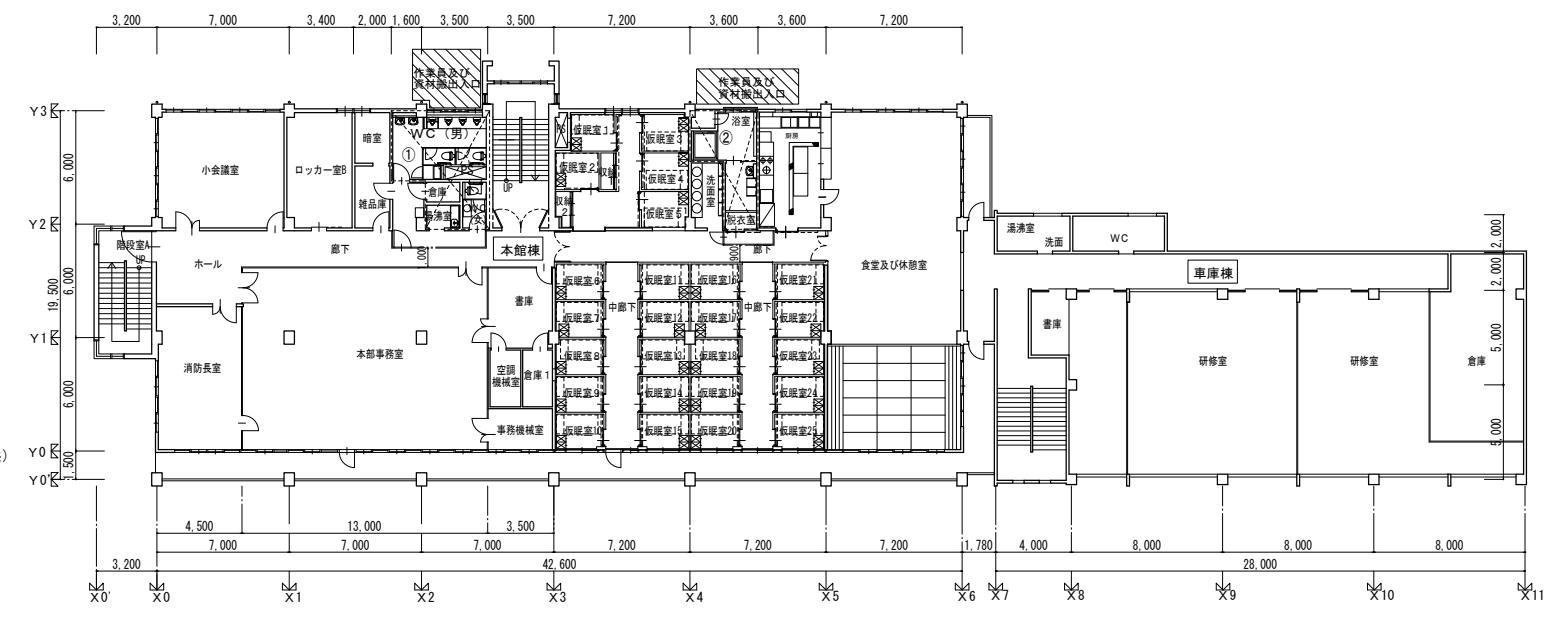 3,200 7,000 3,400 2,000 1,600 3,500 3,500 7,200 3,600 3,600 7,200
作業員及び
資材搬出入口
作業員及び
資材搬出入口
Y3
6,000
Y2
6,000
19,500
Y1
6,000
Y0
1,500
Y0'
小会議室
ロッカー室B
暗室
雑品庫
WC（男）
①
倉庫
湯沸室
UP
PS
仮眠室1
仮眠室2
収納
収納2
仮眠室3
仮眠室4
仮眠室5
浴室
②
洗面室
脱衣室
厨房
階段室A
UP
ホール
廊下
本館棟
廊下
900
食堂及び休憩室
消防長室
本部事務室
書庫
空調
機械室
倉庫1
事務機械室
仮眠室6
仮眠室7
仮眠室8
仮眠室9
仮眠室10
中廊下
仮眠室11
仮眠室12
仮眠室13
仮眠室14
仮眠室15
仮眠室16
仮眠室17
仮眠室18
仮眠室19
仮眠室20
中廊下
仮眠室21
仮眠室22
仮眠室23
仮眠室24
仮眠室25
湯沸室
洗面
WC
車庫棟
書庫
研修室
研修室
倉庫
2,000
2,000
5,000
5,000
4,500 13,000 3,500
7,000 7,000 7,000 7,200 7,200 7,200 1,780 4,000 8,000 8,000 8,000
3,200 42,600 28,000
X0' X0 X1 X2 X3 X4 X5 X6 X7 X8 X9 X10 X11